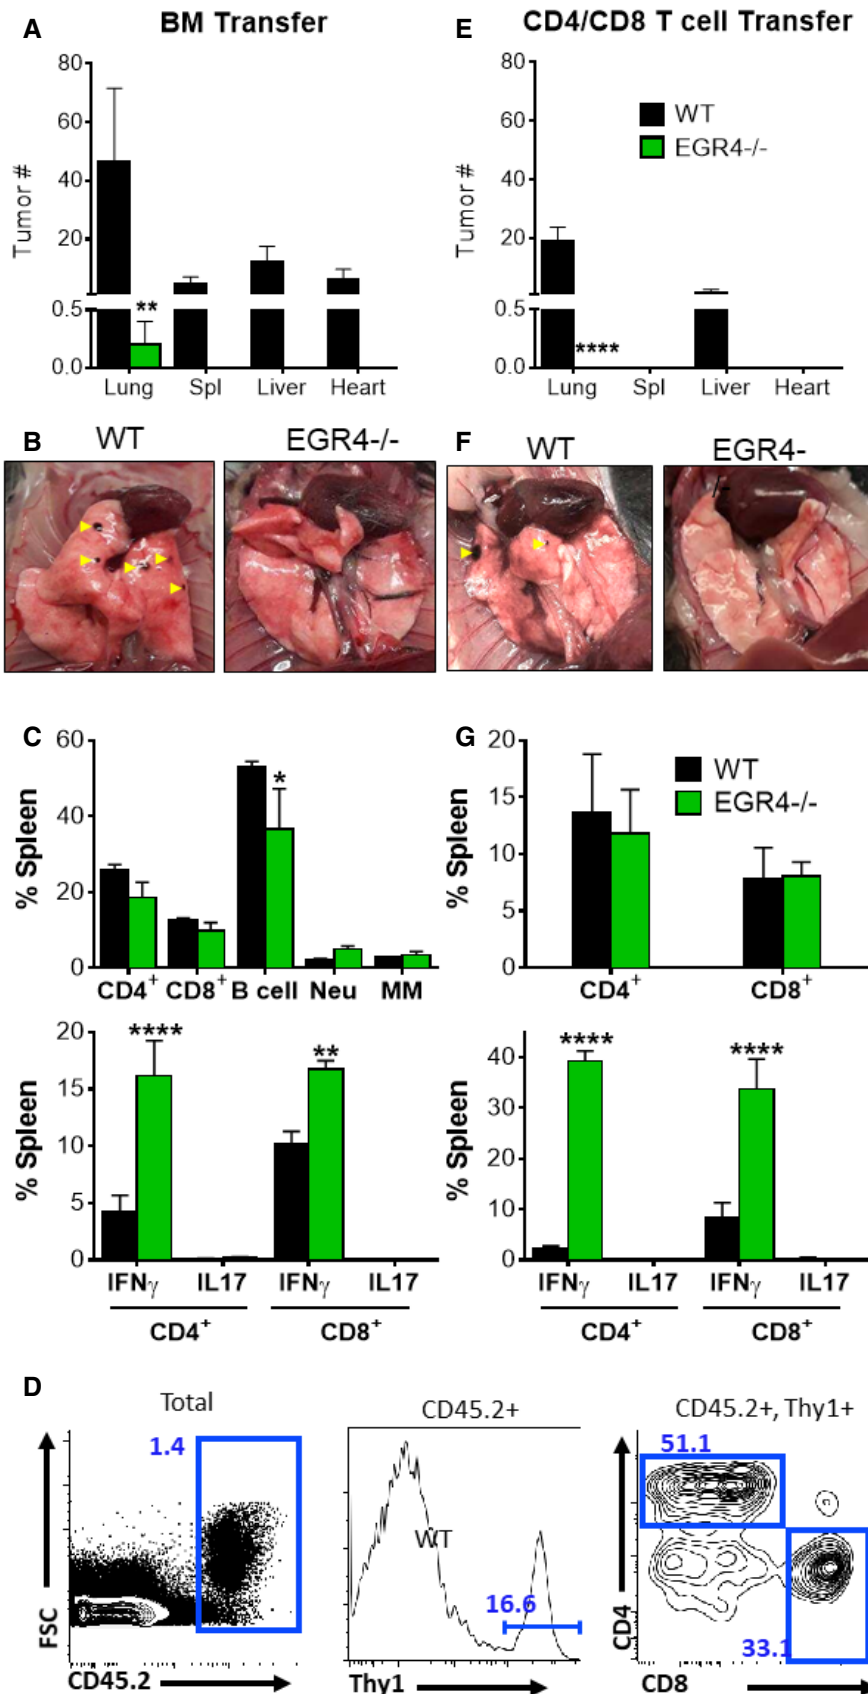 A
BM Transfer
Tumor #
80
60
40
20
0.5
0.0
**
Lung Spl Liver Heart
E
CD4/CD8 T cell Transfer
Tumor #
80
60
40
20
0.5
0.0
****
WT
EGR4-/-
Lung Spl Liver Heart
B
WT
EGR4-/-
F
WT
EGR4-
/-
C
% Spleen
60
40
20
0
*
CD4+ CD8+ B cell Neu MM
% Spleen
20
15
10
5
0
****
**
IFNγ IL17 IFNγ IL17
CD4+ CD8+
G
% Spleen
20
15
10
5
0
WT
EGR4-/-
CD4+ CD8+
% Spleen
40
30
20
10
0
****
****
IFNγ IL17 IFNγ IL17
CD4+ CD8+
D
Total
1.4
FSC
CD45.2
CD45.2+
WT
16.6
Thy1
CD45.2+, Thy1+
51.1
33.1
CD4
CD8